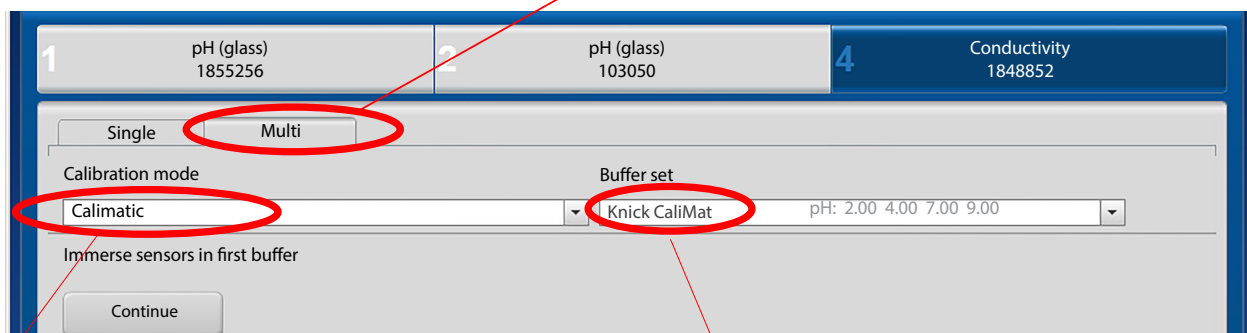 1
pH (glass)
1855256
2
pH (glass)
103050
4
Conductivity
1848852
Single
Multi
Calibration mode
Buffer set
Calimatic
Knick CaliMat
pH: 2.00 4.00 7.00 9.00
Immerse sensors in first buffer
Continue